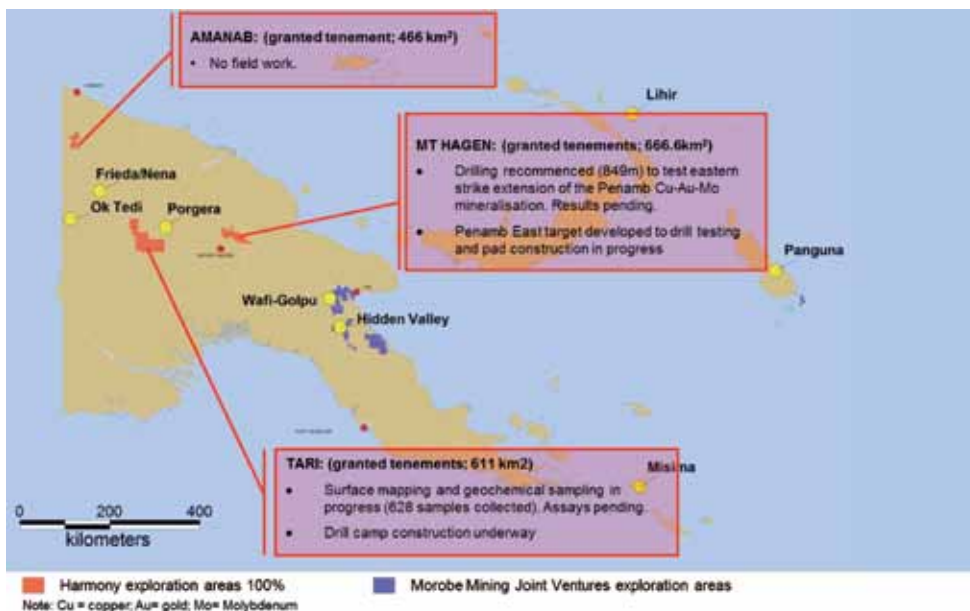 AMANAB: (granted tenement; 466 km²)
• No field work.
Lihir
MT HAGEN: (granted tenements; 666.6km²)
• Drilling recommenced (849m) to test eastern
strike extension of the Penamb Cu-Au-Mo
mineralisation. Results pending.
• Penamb East target developed to drill testing
and pad construction in progress
Frieda/Nena
Ok Tedi
Porgera
Panguna
Wafi-Golpu
Hidden Valley
TARI: (granted tenements; 611 km2)
• Surface mapping and geochemical sampling in
progress (628 samples collected). Assays pending.
• Drill camp construction underway
Misima
0 200 400
kilometers
Harmony exploration areas 100%
Morobe Mining Joint Ventures exploration areas
Note: Cu = copper; Au= gold; Mo= Molybdenum